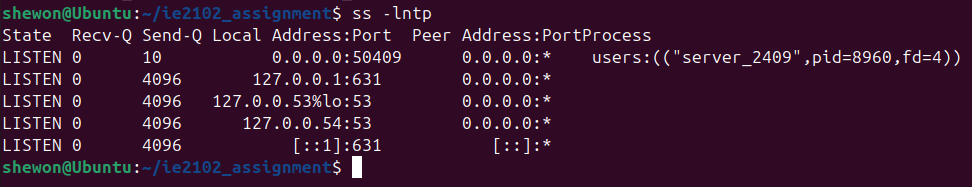 shewon@Ubuntu:~/ie2102_assignment$ ss -lntp
State  Recv-Q Send-Q Local Address:Port  Peer Address:PortProcess
LISTEN 0      10           0.0.0.0:50409      0.0.0.0:*    users:(("server_2409",pid=8960,fd=4))
LISTEN 0      4096       127.0.0.1:631        0.0.0.0:*
LISTEN 0      4096   127.0.0.53%lo:53         0.0.0.0:*
LISTEN 0      4096      127.0.0.54:53         0.0.0.0:*
LISTEN 0      4096           [::1]:631           [::]:*
shewon@Ubuntu:~/ie2102_assignment$